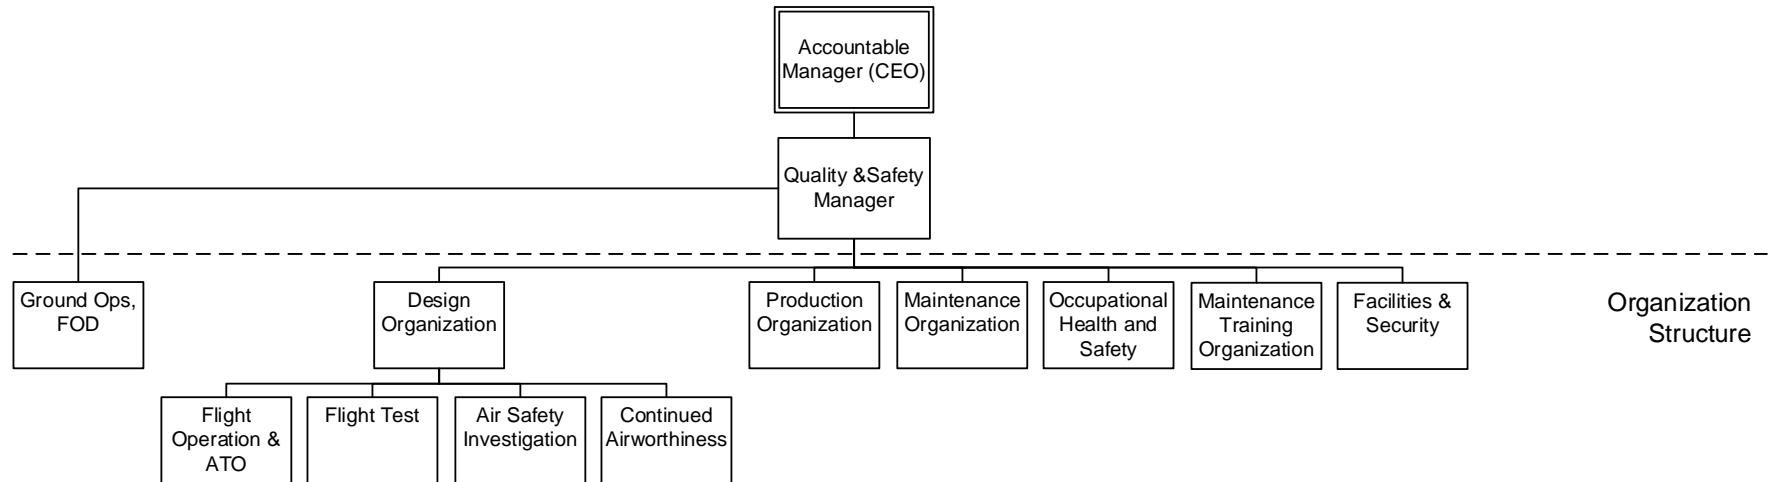 Accountable
Manager (CEO)
Quality &Safety
Manager
Ground Ops,
FOD
Design
Organization
Production
Organization
Maintenance
Organization
Occupational
Health and
Safety
Maintenance
Training
Organization
Facilities &
Security
Organization
Structure
Flight
Operation &
ATO
Flight Test
Air Safety
Investigation
Continued
Airworthiness